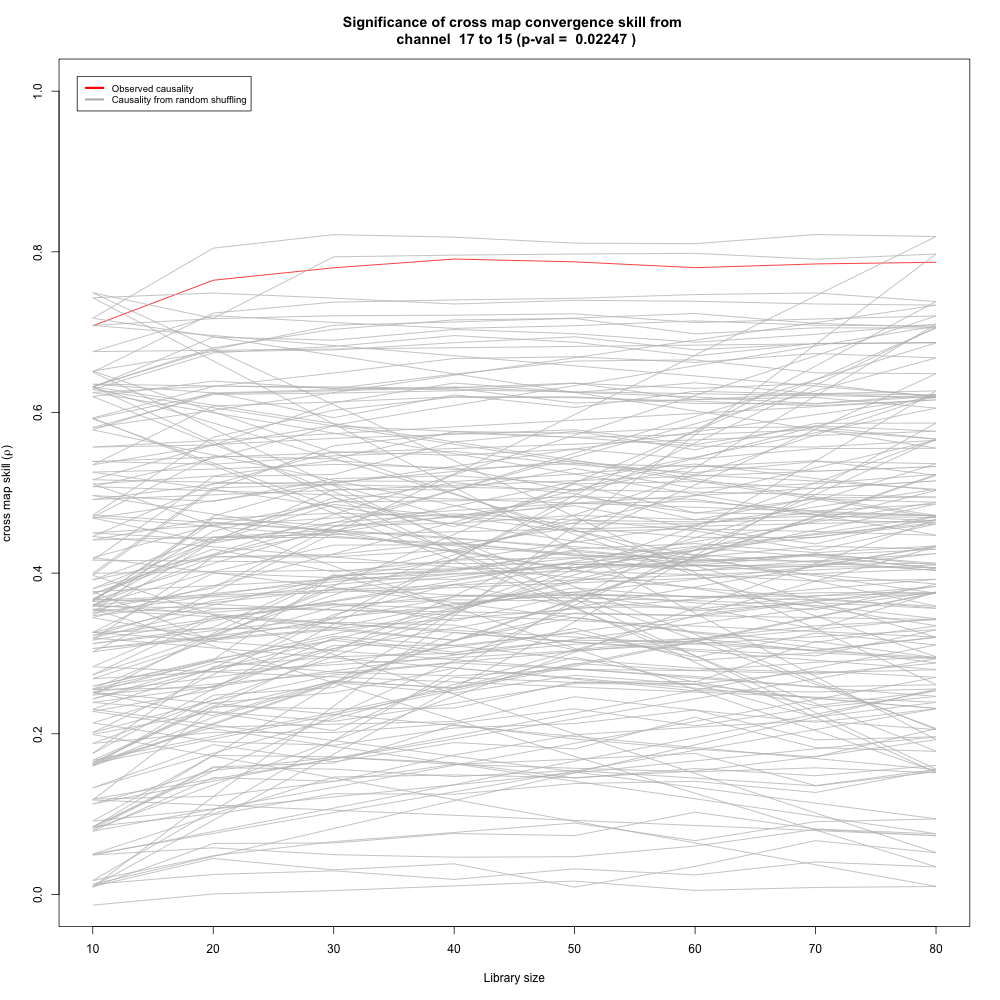 Significance of cross map convergence skill from
channel  17 to 15 (p-val =  0.02247 )
Observed causality
Causality from random shuffling
1.0
0.8
0.6
0.4
0.2
0.0
cross map skill (ρ)
10 20 30 40 50 60 70 80
Library size